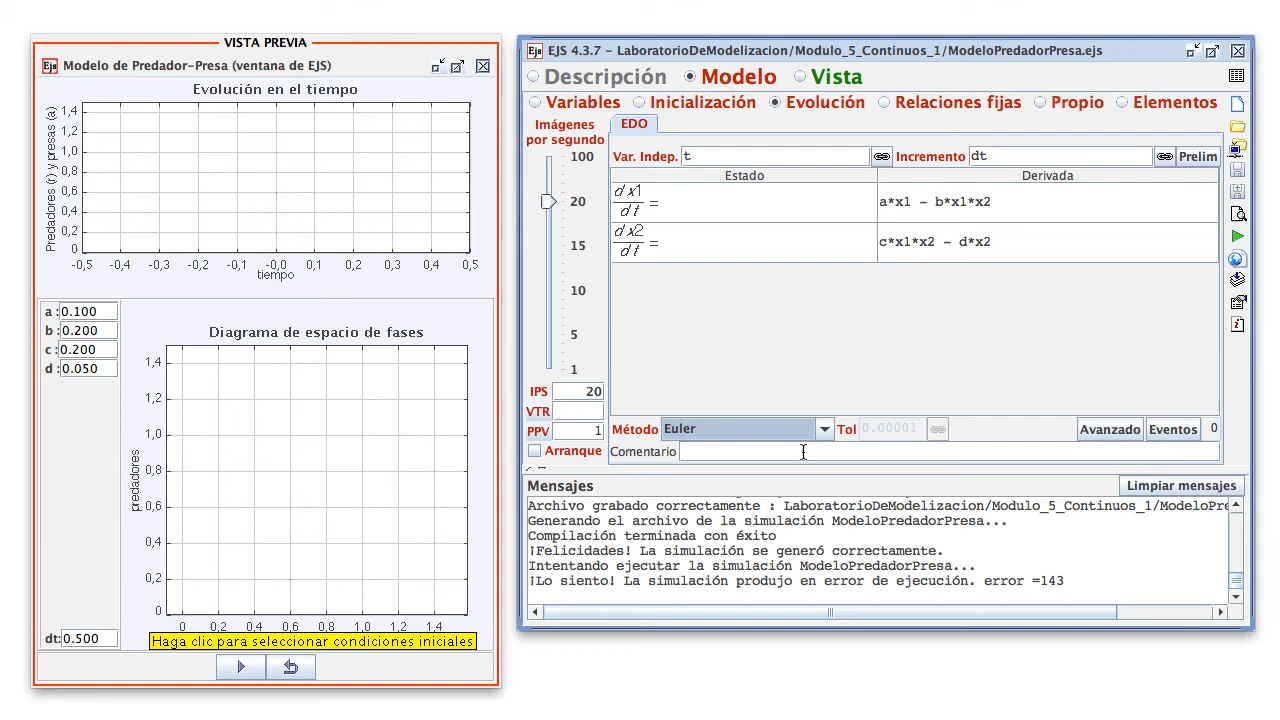 VISTA PREVIA
Ejs Modelo de Predador-Presa (ventana de EJS)
Evolución en el tiempo
Predadores (r) y presas (a)
1,4
1,2
1,0
0,8
0,6
0,4
0,2
0
-0,5 -0,4 -0,3 -0,2 -0,1 -0,0 0,1 0,2 0,3 0,4 0,5
tiempo
a : 0.100
b : 0.200
c : 0.200
d : 0.050
Diagrama de espacio de fases
predadores
1,4
1,2
1,0
0,8
0,6
0,4
0,2
0
0 0,2 0,4 0,6 0,8 1,0 1,2 1,4
dt: 0.500
Haga clic para seleccionar condiciones iniciales
Ejs EJS 4.3.7 - LaboratorioDeModelizacion/Modulo_5_Continuos_1/ModeloPredadorPresa.ejs
Descripción Modelo Vista
Variables Inicialización Evolución Relaciones fijas Propio Elementos
Imágenes
por segundo
100
20
15
10
5
1
IPS 20
VTR
PPV 1
Arranque
EDO
Var. Indep. t Incremento dt Prelim
Estado Derivada
d x1
d t = a*x1 - b*x1*x2
d x2
d t = c*x1*x2 - d*x2
Método Euler Tol 0.00001 Avanzado Eventos 0
Comentario
Mensajes Limpiar mensajes
Archivo grabado correctamente : LaboratorioDeModelizacion/Modulo_5_Continuos_1/ModeloPre
Generando el archivo de la simulación ModeloPredadorPresa...
Compilación terminada con éxito
¡Felicidades! La simulación se generó correctamente.
Intentando ejecutar la simulación ModeloPredadorPresa...
¡Lo siento! La simulación produjo en error de ejecución. error =143